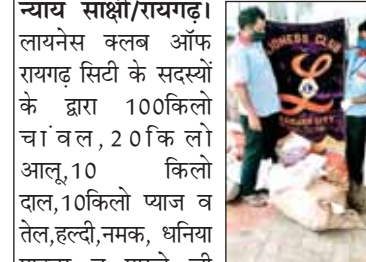 न्याय साक्षी/रायगढ़।
लायनेस क्लब ऑफ
रायगढ़ सिटी के सदस्यों
के द्वारा 100किलो
चांवल,20किलो
आलू,10 किलो
दाल,10किलो प्याज व
तेल,हल्दी,नमक, धनिया
LIONESS CLUB